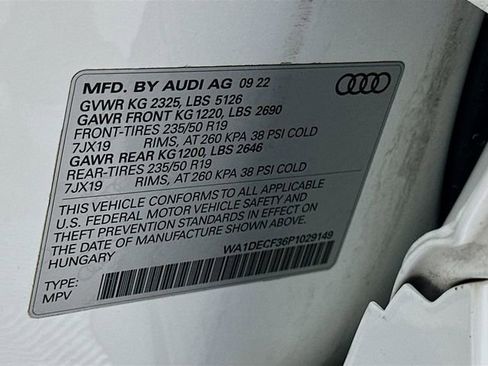 MFD. BY AUDI AG 09 22
GVWR KG 2325, LBS 5126
GAWR FRONT KG 1220, LBS 2690
FRONT-TIRES 235/50 R19
7JX19 RIMS, AT 260 KPA 38 PSI COLD
GAWR REAR KG1200, LBS 2646
REAR-TIRES 235/50 R19
7JX19 RIMS, AT 260 KPA 38 PSI COLD
THIS VEHICLE CONFORMS TO ALL APPLICABLE
U.S. FEDERAL MOTOR VEHICLE SAFETY AND
THEFT PREVENTION STANDARDS IN EFFECT ON
THE DATE OF MANUFACTURE SHOWN ABOVE.
HUNGARY
WA1DECF36P1029149
TYPE:
MPV